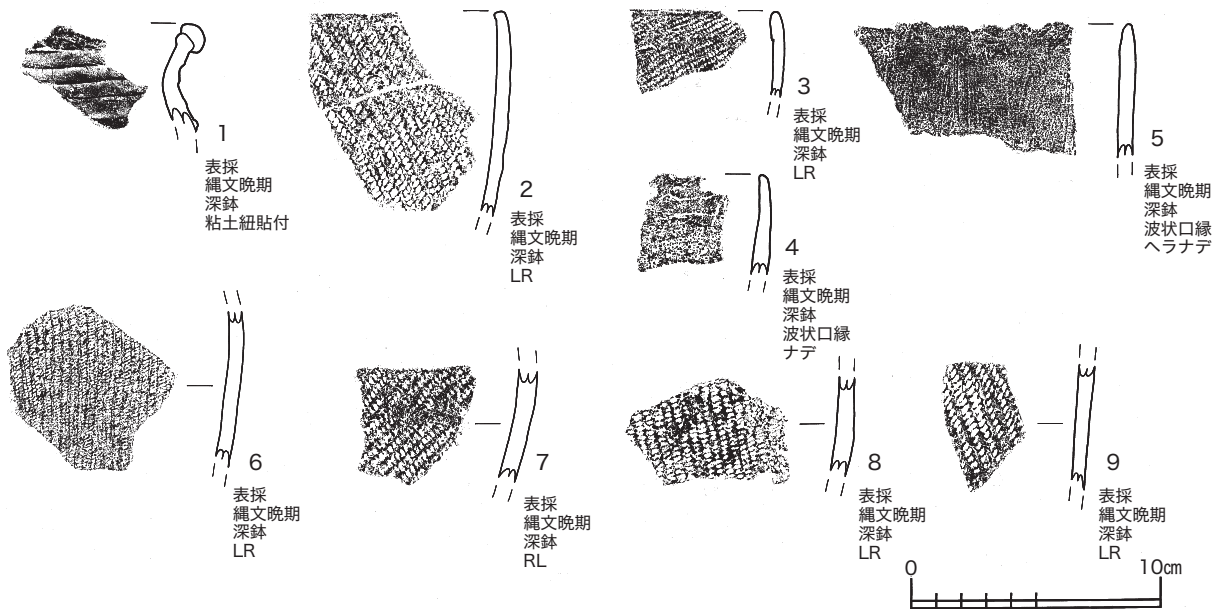 1
表採
縄文晩期
深鉢
粘土紐貼付
2
表採
縄文晩期
深鉢
LR
3
表採
縄文晩期
深鉢
LR
4
表採
縄文晩期
深鉢
波状口縁
ナデ
5
表採
縄文晩期
深鉢
波状口縁
ヘラナデ
6
表採
縄文晩期
深鉢
LR
7
表採
縄文晩期
深鉢
RL
8
表採
縄文晩期
深鉢
LR
9
表採
縄文晩期
深鉢
LR
0 10㎝